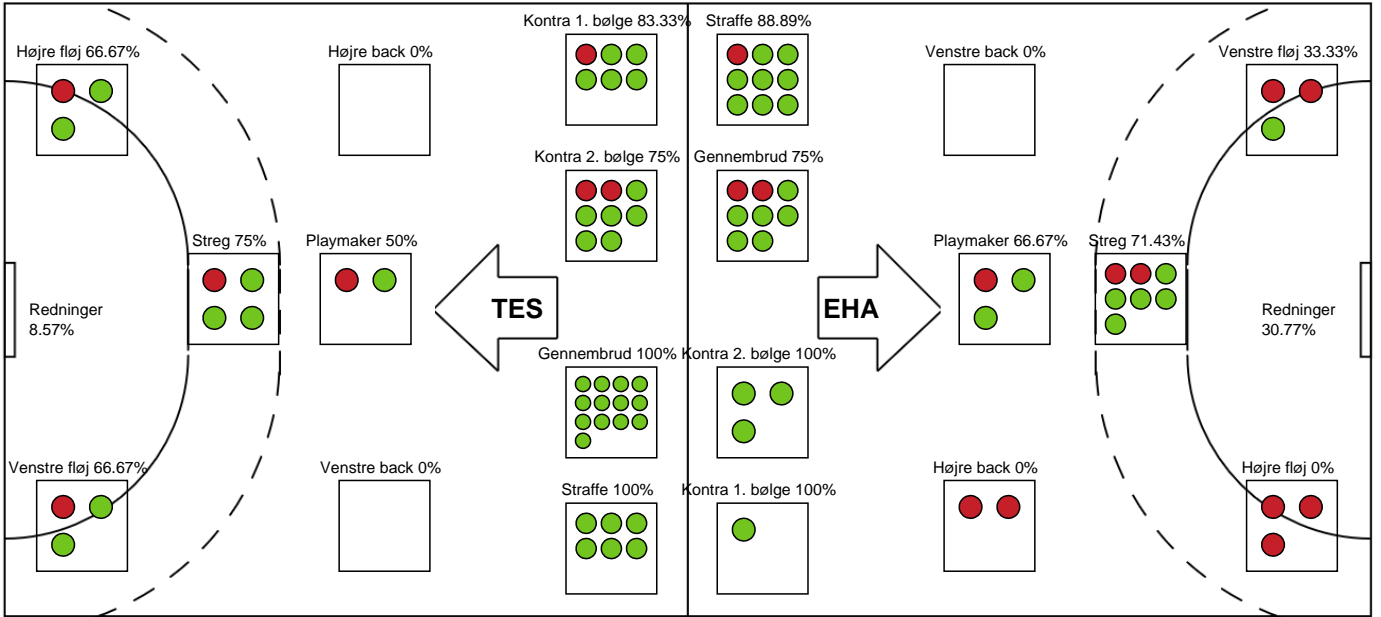 Kontra 1. bølge 83.33%
Straffe 88.89%
Højre fløj 66.67%
Højre back 0%
Venstre back 0%
Venstre fløj 33.33%
Kontra 2. bølge 75%
Gennembrud 75%
Streg 75%
Playmaker 50%
Playmaker 66.67%
Streg 71.43%
Redninger
8.57%
TES
EHA
Redninger
30.77%
Gennembrud 100%
Kontra 2. bølge 100%
Venstre fløj 66.67%
Venstre back 0%
Højre back 0%
Højre fløj 0%
Straffe 100%
Kontra 1. bølge 100%